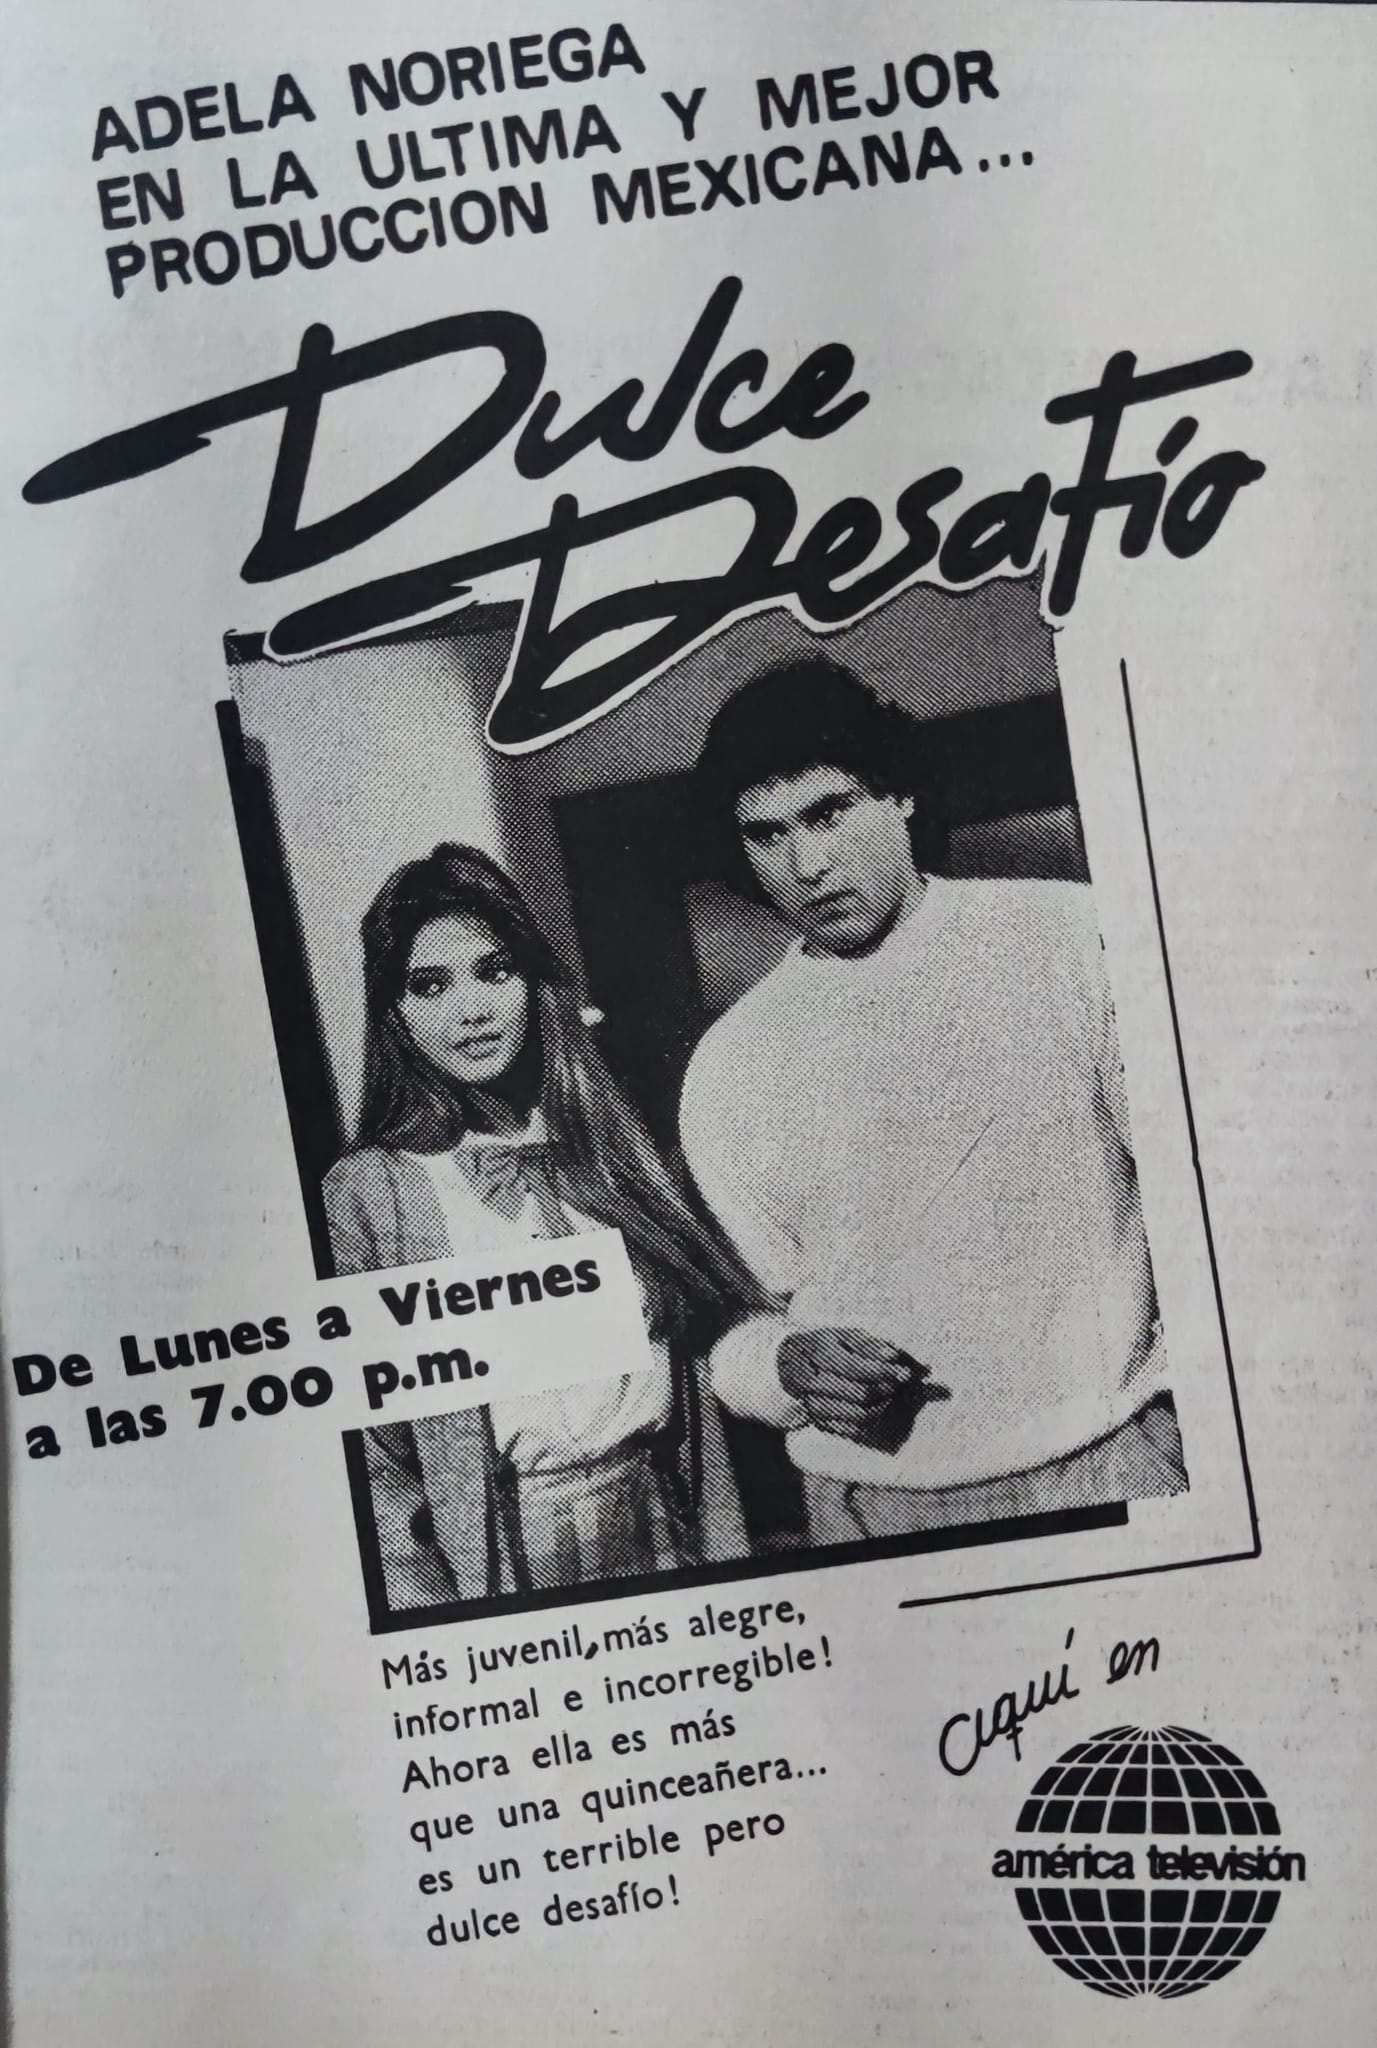 ADELA NORIEGA
EN LA ULTIMA Y MEJOR
PRODUCCION MEXICANA...
Dulce
Desafío
De Lunes a Viernes
a las 7.00 p.m.
Más juvenil, más alegre,
informal e incorregible!
Ahora ella es más
que una quinceañera...
es un terrible pero
dulce desafío!
aquí en
américa televisión